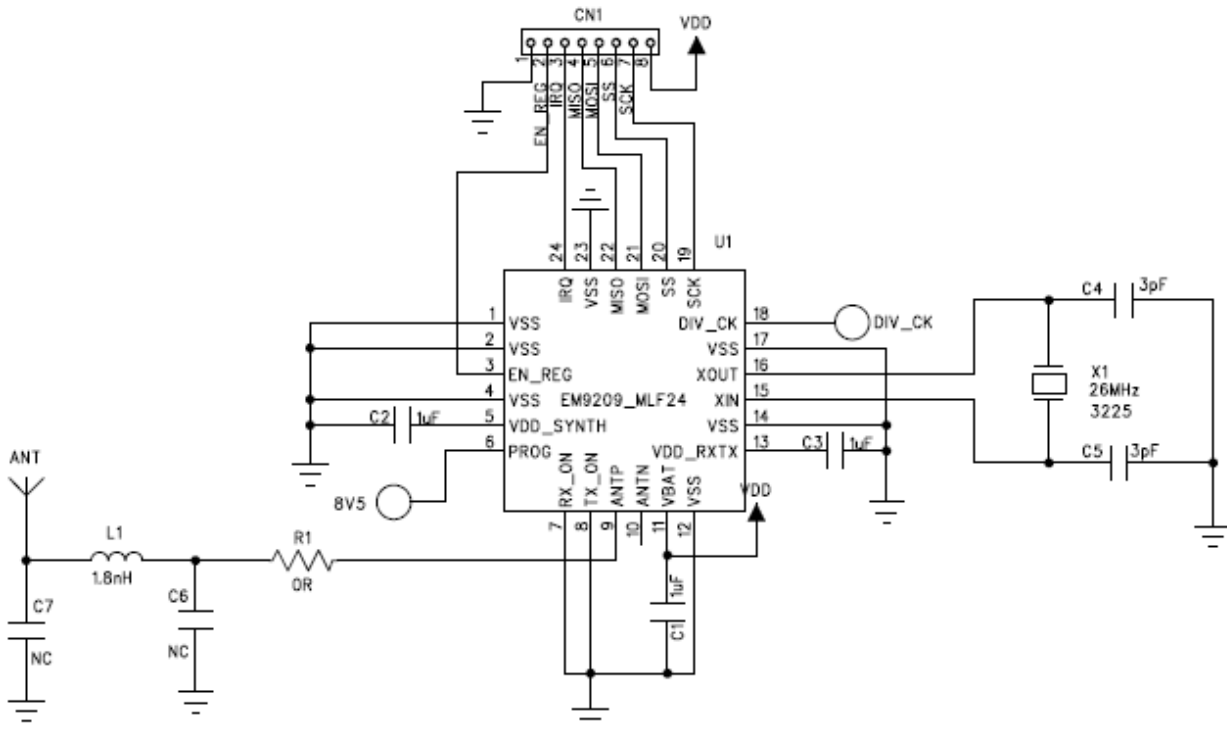 CN1
VDD
1
2
3
4
5
6
7
8
EN_REG
IRQ
MISO
MOSI
SS
SCK
U1
24
23
22
21
20
19
IRQ
VSS
MISO
MOSI
SS
SCK
1
VSS
2
VSS
3
EN_REG
4
VSS
5
VDD_SYNTH
6
PROG
EM9209_MLF24
DIV_CK
18
DIV_CK
VSS
17
XOUT
16
XIN
15
VSS
14
VDD_RXTX
13
C2
1uF
C3
1uF
C4
3pF
X1
26MHz
3225
C5
3pF
8V5
RX_ON
TX_ON
ANTP
ANTN
VBAT
VSS
7
8
9
10
11
12
VDD
ANT
L1
1.8nH
R1
0R
C7
NC
C6
NC
1uF
C1